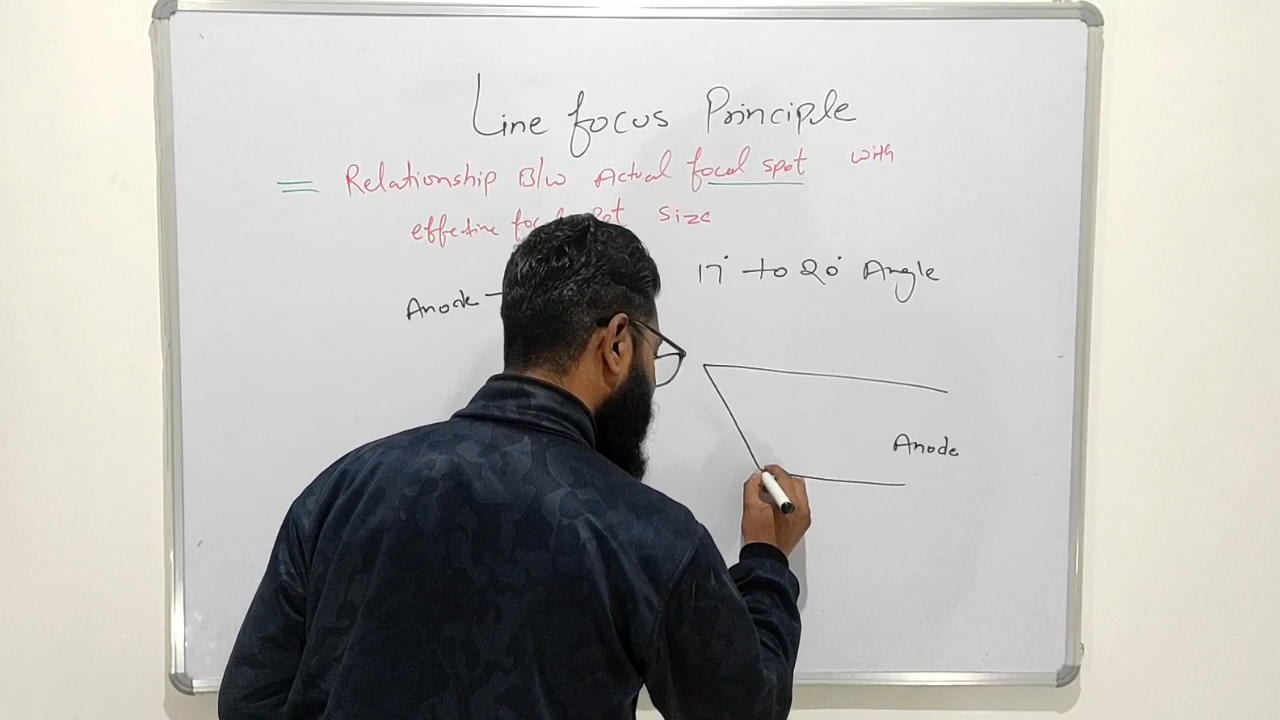 Line focus Principle
= Relationship B/w Actual focal spot with
effective size
17° to 20° Angle
Anode -
Anode